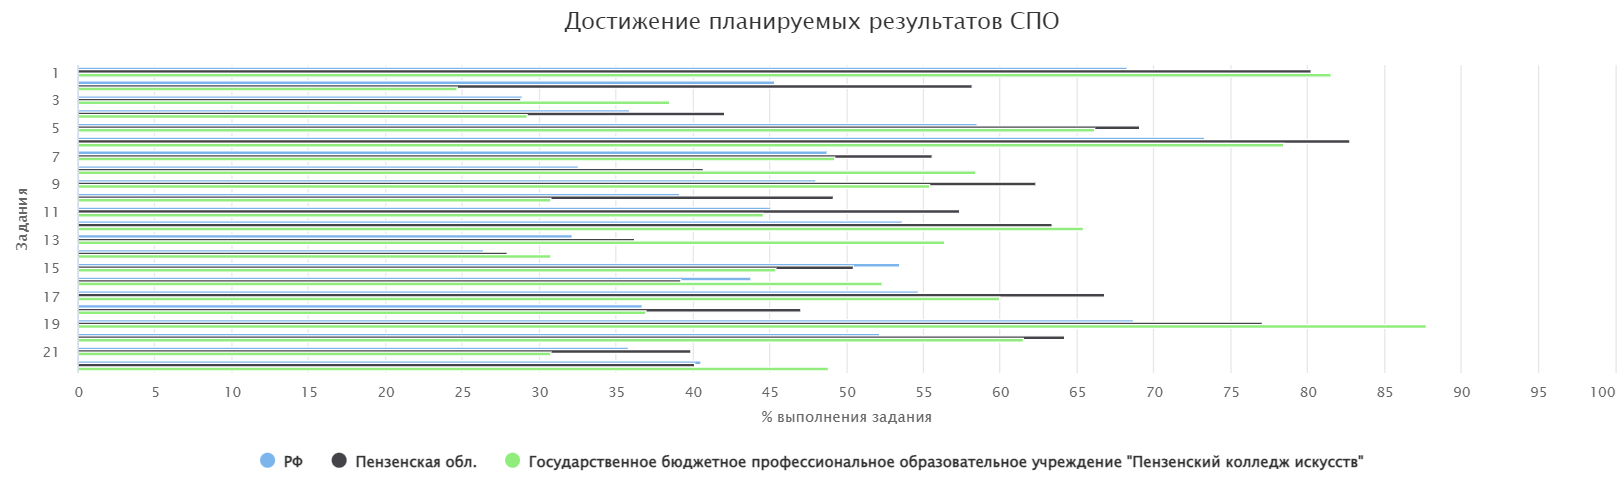 Достижение планируемых результатов СПО
Задания
1
3
5
7
9
11
13
15
17
19
21
0 5 10 15 20 25 30 35 40 45 50 55 60 65 70 75 80 85 90 95 100
% выполнения задания
РФ Пензенская обл. Государственное бюджетное профессиональное образовательное учреждение "Пензенский колледж искусств"